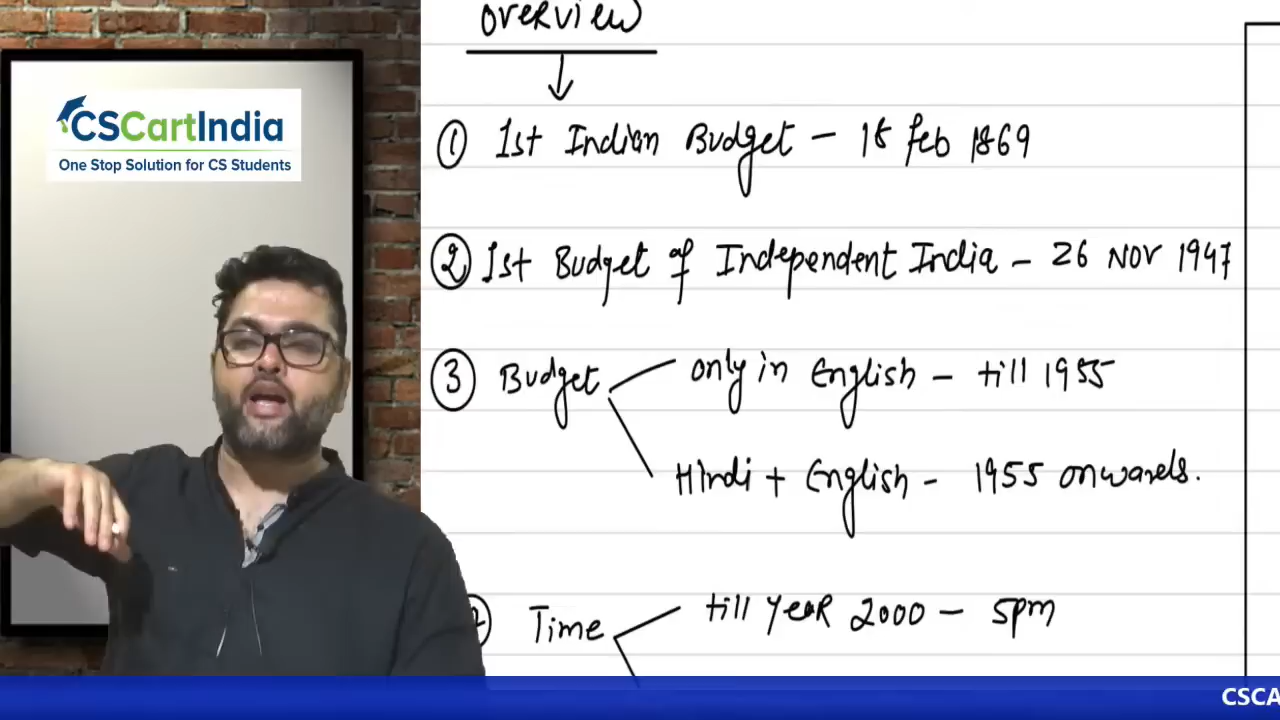 overview
CSCartIndia
One Stop Solution for CS Students
① 1st Indian Budget - 18 feb 1869
② 1st Budget of Independent India - 26 Nov 1947
③ Budget only in English - till 1955
Hindi + English - 1955 onwards.
Time till year 2000 - 5pm
CSCA